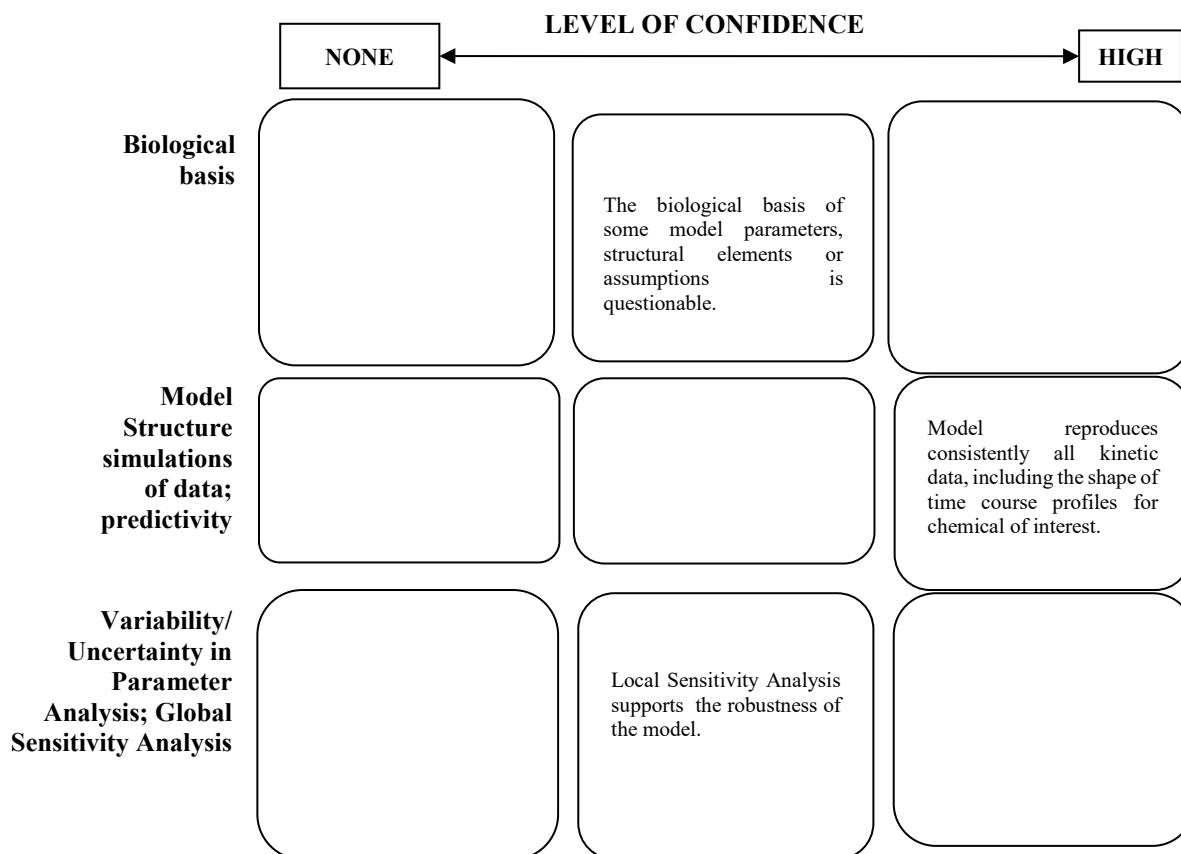 LEVEL OF CONFIDENCE
NONE
HIGH
Biological
basis
The biological basis of
some model parameters,
structural elements or
assumptions is
questionable.
Model
Structure
simulations
of data;
predictivity
Model reproduces
consistently all kinetic
data, including the shape of
time course profiles for
chemical of interest.
Variability/
Uncertainty in
Parameter
Analysis; Global
Sensitivity Analysis
Local Sensitivity Analysis
supports the robustness of
the model.